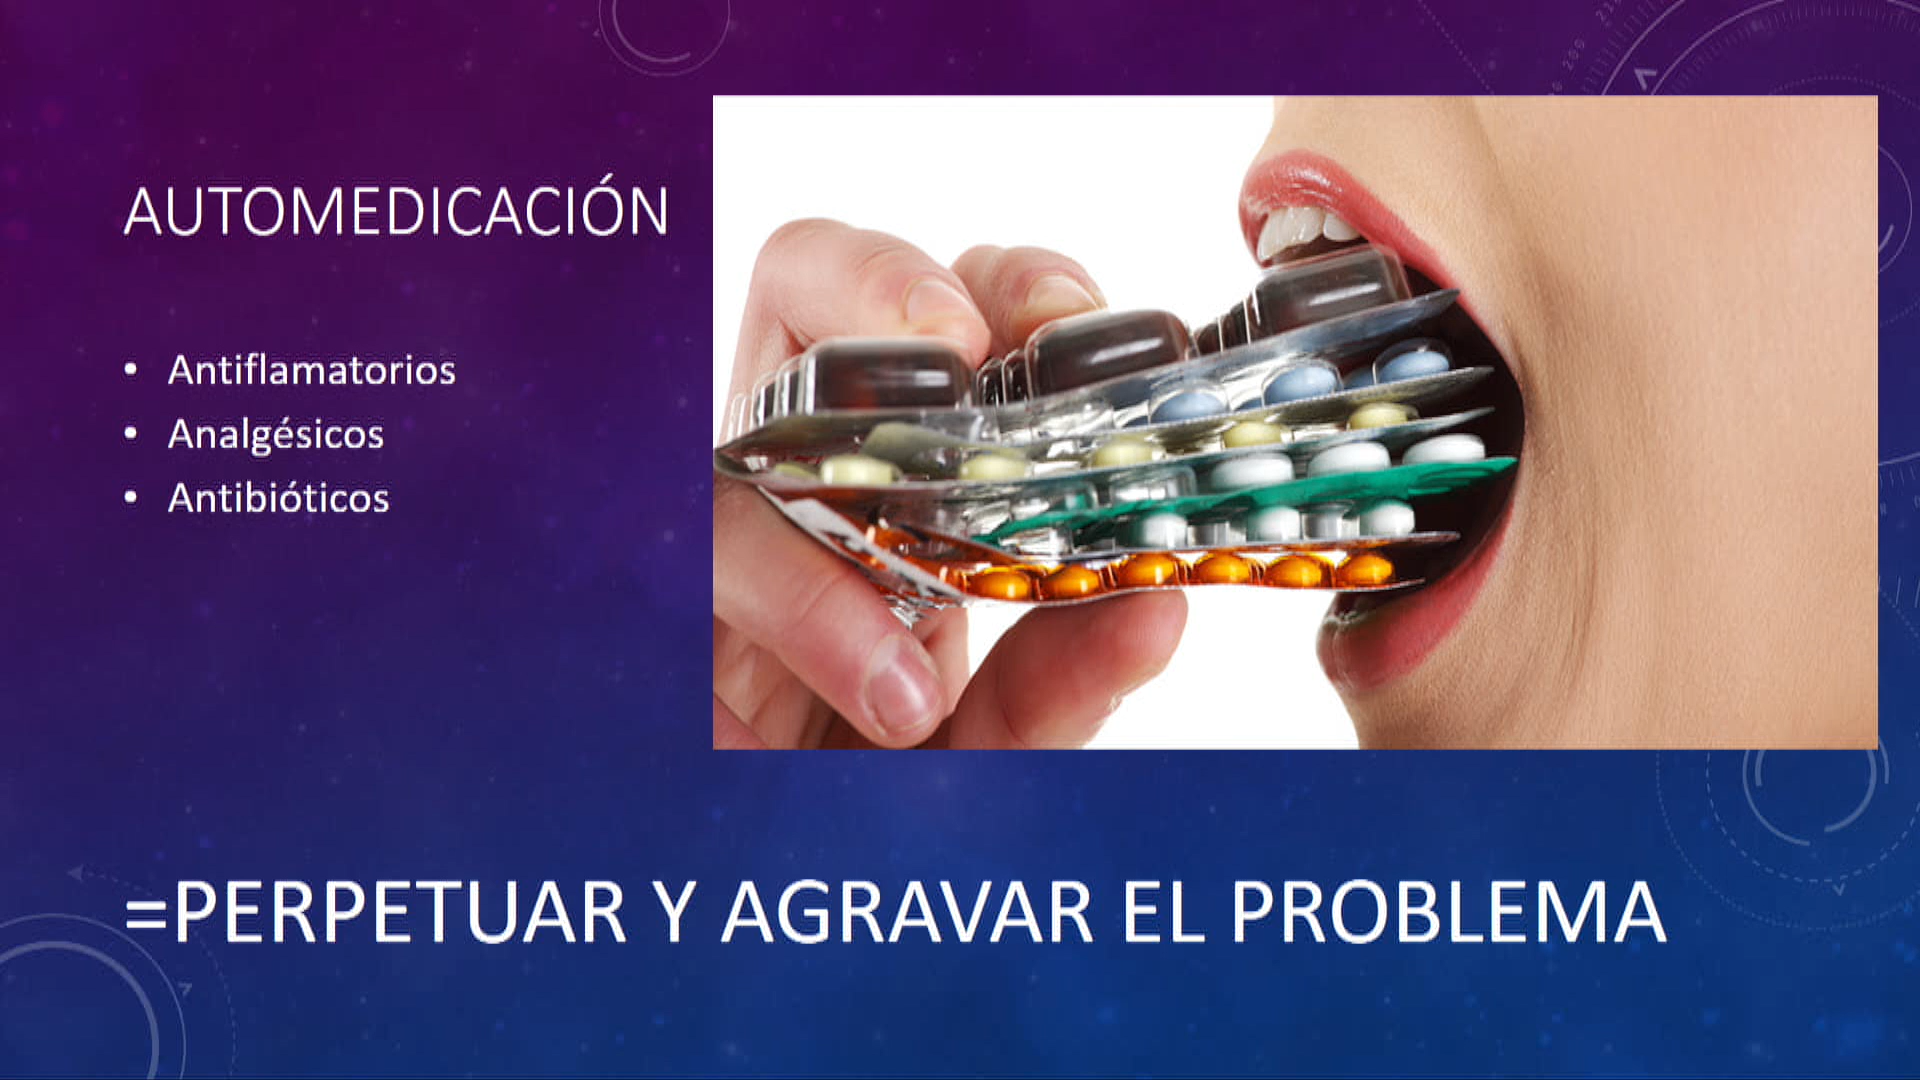 AUTOMEDICACIÓN
• Antiflamatorios
• Analgésicos
• Antibióticos
=PERPETUAR Y AGRAVAR EL PROBLEMA